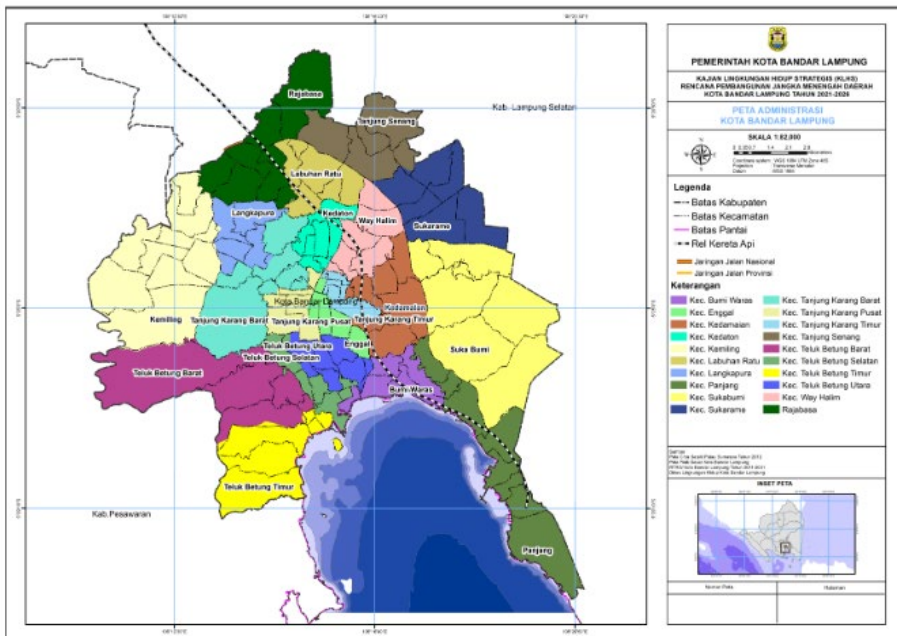 Rajabasa
Kab. Lampung Selatan
Tanjang Senang
Labuhan Ratu
Langkapura
Kedaton
Way Halim
Sukarame
Kota Bandar Lampung
Kedamaian
Kemiling
Tanjung Karang Barat
Tanjung Karang Pusat
Tanjung Karang Timur
Enggal
Teluk Betung Utara
Teluk Betung Selatan
Suka Bumi
Teluk Betung Barat
Bumi Waras
Teluk Betung Timur
Kab. Pesawaran
Panjang
PEMERINTAH KOTA BANDAR LAMPUNG
KAJIAN LINGKUNGAN HIDUP STRATEGIS (KLHS)
RENCANA PEMBANGUNAN JANGKA MENENGAH DAERAH
KOTA BANDAR LAMPUNG TAHUN 2021-2026
PETA ADMINISTRASI
KOTA BANDAR LAMPUNG
SKALA 1:82,000
Legenda
Batas Kabupaten
Batas Kecamatan
Batas Pantai
Rel Kereta Api
Jaringan Jalan Nasional
Jaringan Jalan Provinsi
Keterangan
Kec. Bumi Waras
Kec. Enggal
Kec. Kedamaian
Kec. Kedaton
Kec. Kemiling
Kec. Labuhan Ratu
Kec. Langkapura
Kec. Panjang
Kec. Sukabumi
Kec. Sukarame
Kec. Tanjung Karang Barat
Kec. Tanjung Karang Pusat
Kec. Tanjung Karang Timur
Kec. Tanjung Senang
Kec. Teluk Betung Barat
Kec. Teluk Betung Selatan
Kec. Teluk Betung Timur
Kec. Teluk Betung Utara
Kec. Way Halim
Rajabasa
INSET PETA
Nomor Peta
Halaman